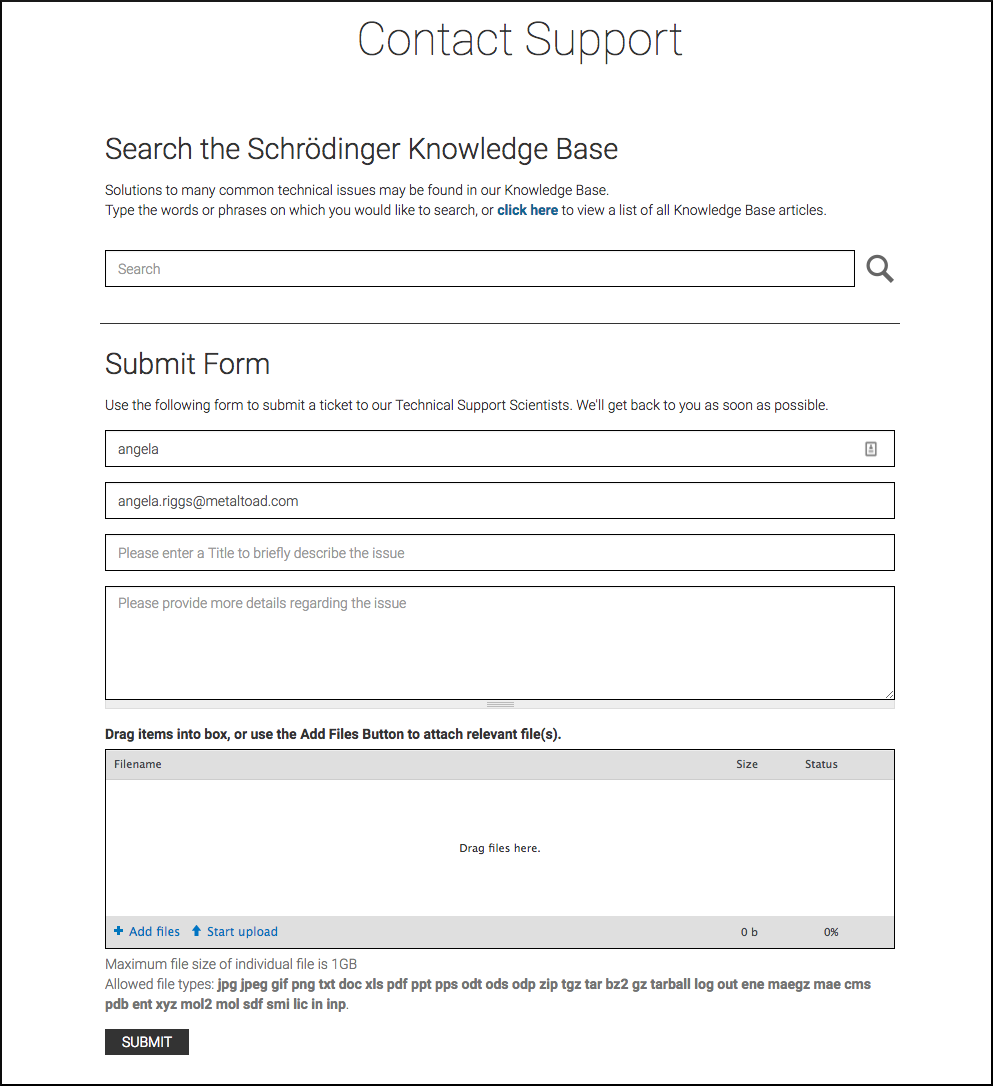 Contact Support
Search the Schrödinger Knowledge Base
Solutions to many common technical issues may be found in our Knowledge Base.
Type the words or phrases on which you would like to search, or click here to view a list of all Knowledge Base articles.
Search
Submit Form
Use the following form to submit a ticket to our Technical Support Scientists. We'll get back to you as soon as possible.
angela
angela.riggs@metaltoad.com
Please enter a Title to briefly describe the issue
Please provide more details regarding the issue
Drag items into box, or use the Add Files Button to attach relevant file(s).
Filename Size Status
Drag files here.
Add files Start upload 0 b 0%
Maximum file size of individual file is 1GB
Allowed file types: jpg jpeg gif png txt doc xls pdf ppt pps odt ods odp zip tgz tar bz2 gz tarball log out ene maegz mae cms
pdb ent xyz mol2 mol sdf smi lic in inp.
SUBMIT